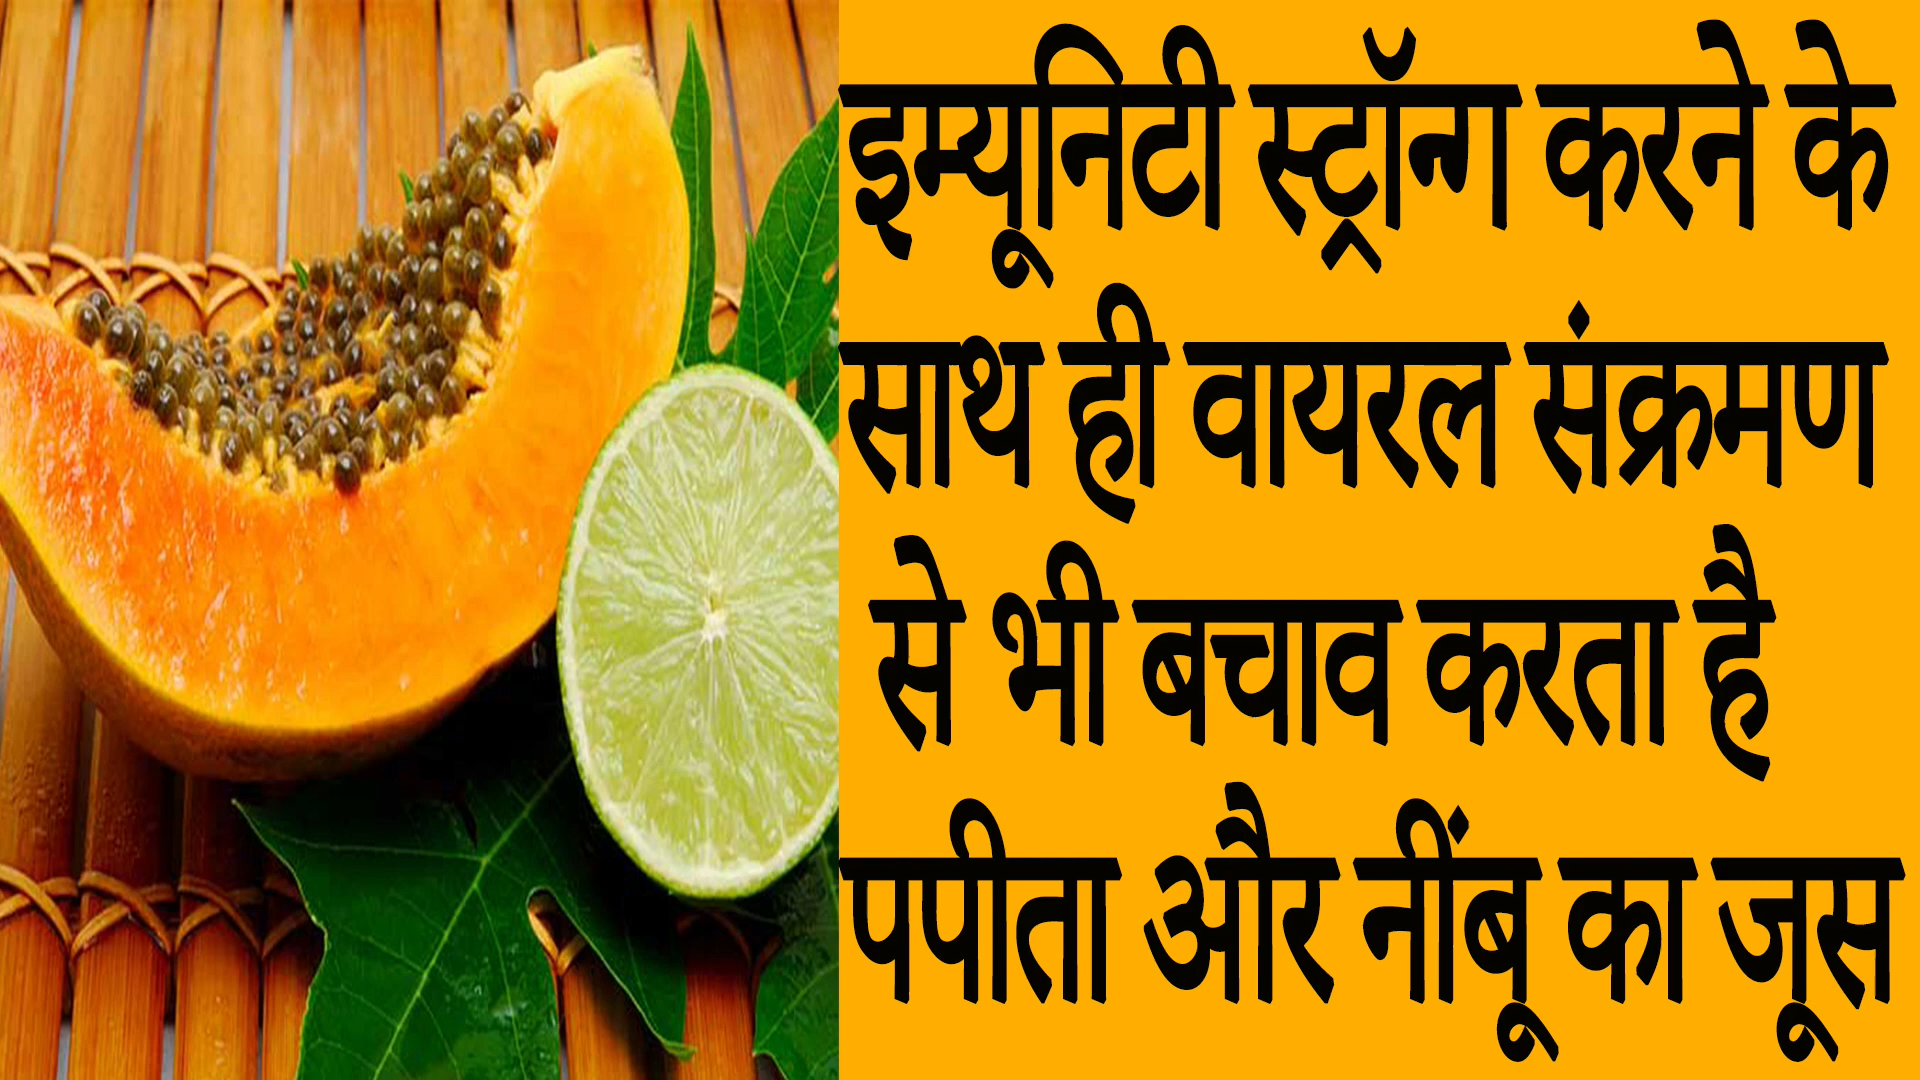 इम्यूनिटी स्ट्रॉन्ग करने के
साथ ही वायरल संक्रमण
से भी बचाव करता है
पपीता और नींबू का जूस